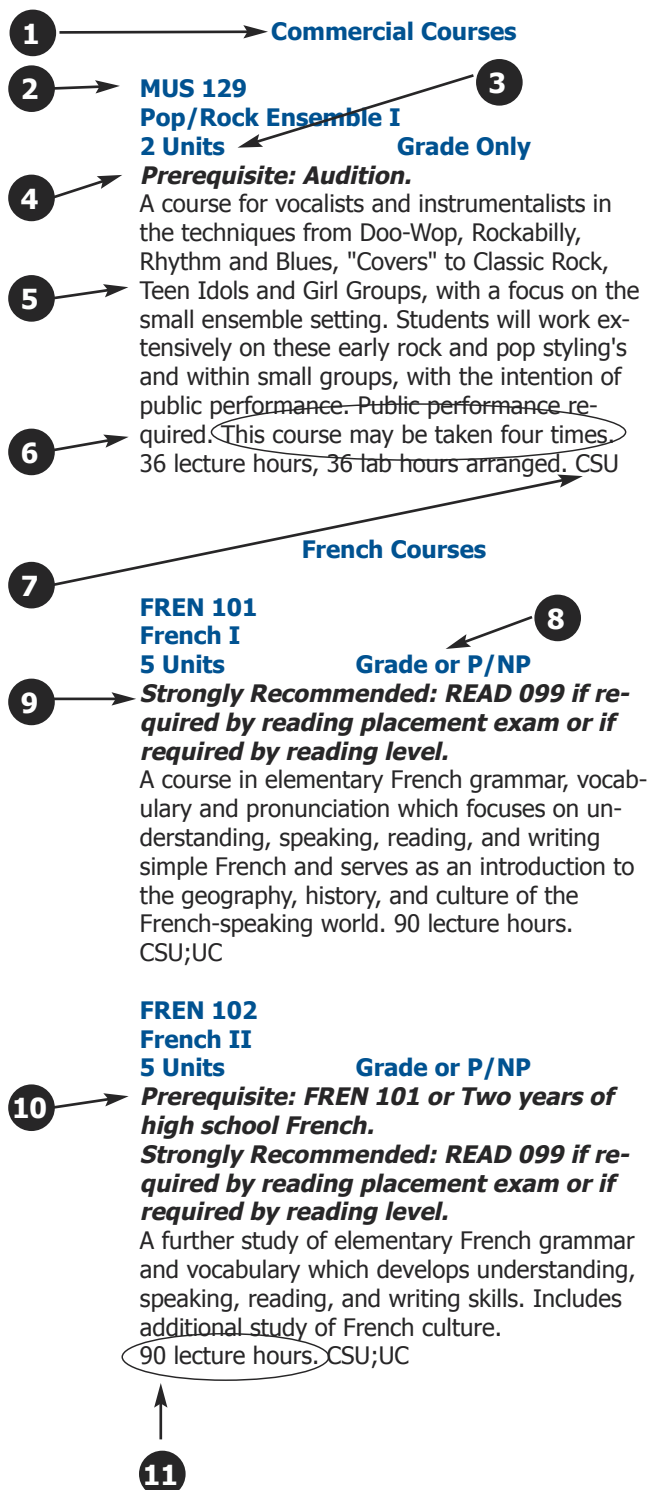 1 Commercial Courses
2 MUS 129 3
Pop/Rock Ensemble I
2 Units Grade Only
4 Prerequisite: Audition.
A course for vocalists and instrumentalists in
the techniques from Doo-Wop, Rockabilly,
Rhythm and Blues, "Covers" to Classic Rock,
5 Teen Idols and Girl Groups, with a focus on the
small ensemble setting. Students will work ex-
tensively on these early rock and pop styling's
and within small groups, with the intention of
public performance. Public performance re-
6 quired. This course may be taken four times.
36 lecture hours, 36 lab hours arranged. CSU
French Courses
7
FREN 101 8
French I
5 Units Grade or P/NP
9 Strongly Recommended: READ 099 if re-
quired by reading placement exam or if
required by reading level.
A course in elementary French grammar, vocab-
ulary and pronunciation which focuses on un-
derstanding, speaking, reading, and writing
simple French and serves as an introduction to
the geography, history, and culture of the
French-speaking world. 90 lecture hours.
CSU;UC
FREN 102
French II
5 Units Grade or P/NP
10 Prerequisite: FREN 101 or Two years of
high school French.
Strongly Recommended: READ 099 if re-
quired by reading placement exam or if
required by reading level.
A further study of elementary French grammar
and vocabulary which develops understanding,
speaking, reading, and writing skills. Includes
additional study of French culture.
90 lecture hours. CSU;UC
11